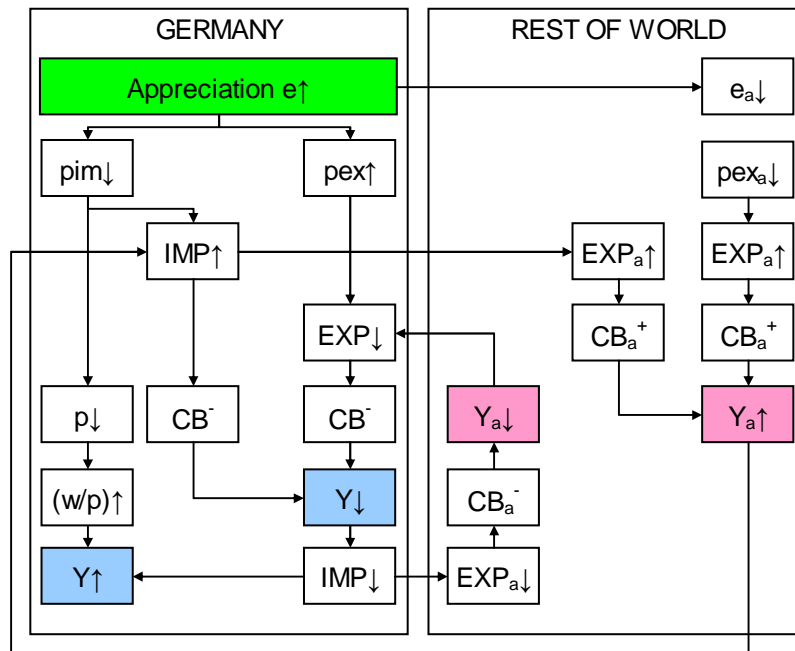 GERMANY
REST OF WORLD
Appreciation e↑
eₐ↓
pim↓
pex↑
pexₐ↓
IMP↑
EXPₐ↑
EXPₐ↑
EXP↓
CBₐ⁺
CBₐ⁺
p↓
CB⁻
CB⁻
Yₐ↓
Yₐ↑
(w/p)↑
Y↓
CBₐ⁻
Y↑
IMP↓
EXPₐ↓